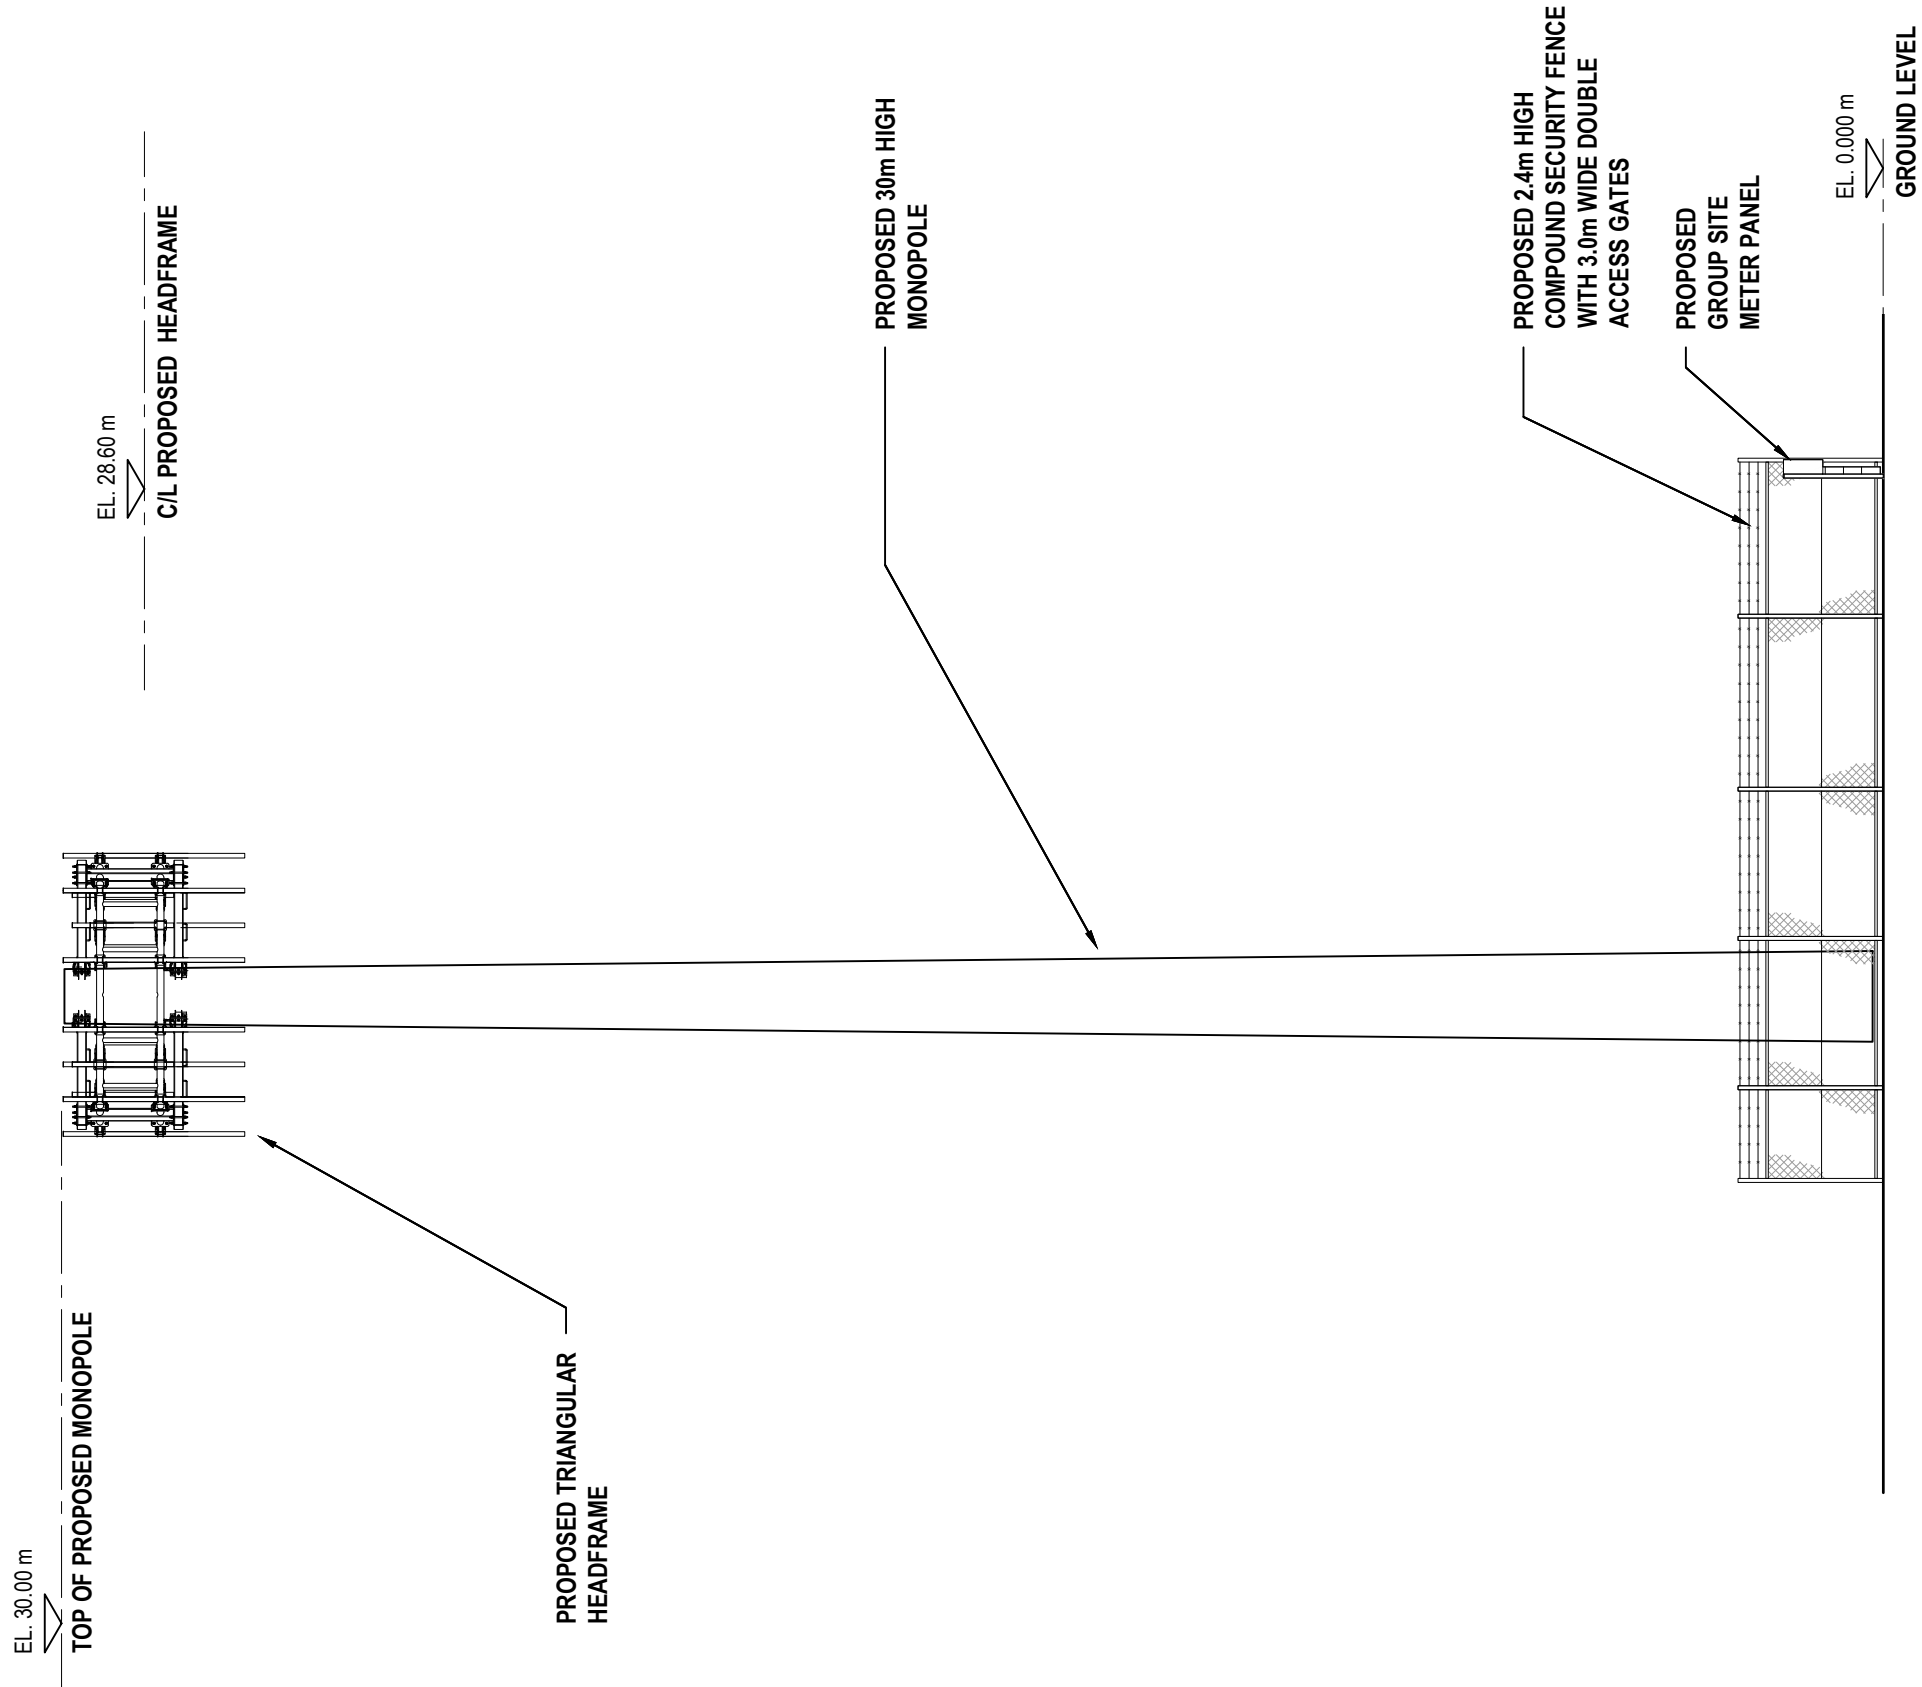 EL. 30.00 m
TOP OF PROPOSED MONOPOLE
EL. 28.60 m
C/L PROPOSED HEADFRAME
PROPOSED TRIANGULAR
HEADFRAME
PROPOSED 30m HIGH
MONOPOLE
PROPOSED 2.4m HIGH
COMPOUND SECURITY FENCE
WITH 3.0m WIDE DOUBLE
ACCESS GATES
PROPOSED
GROUP SITE
METER PANEL
EL. 0.000 m
GROUND LEVEL